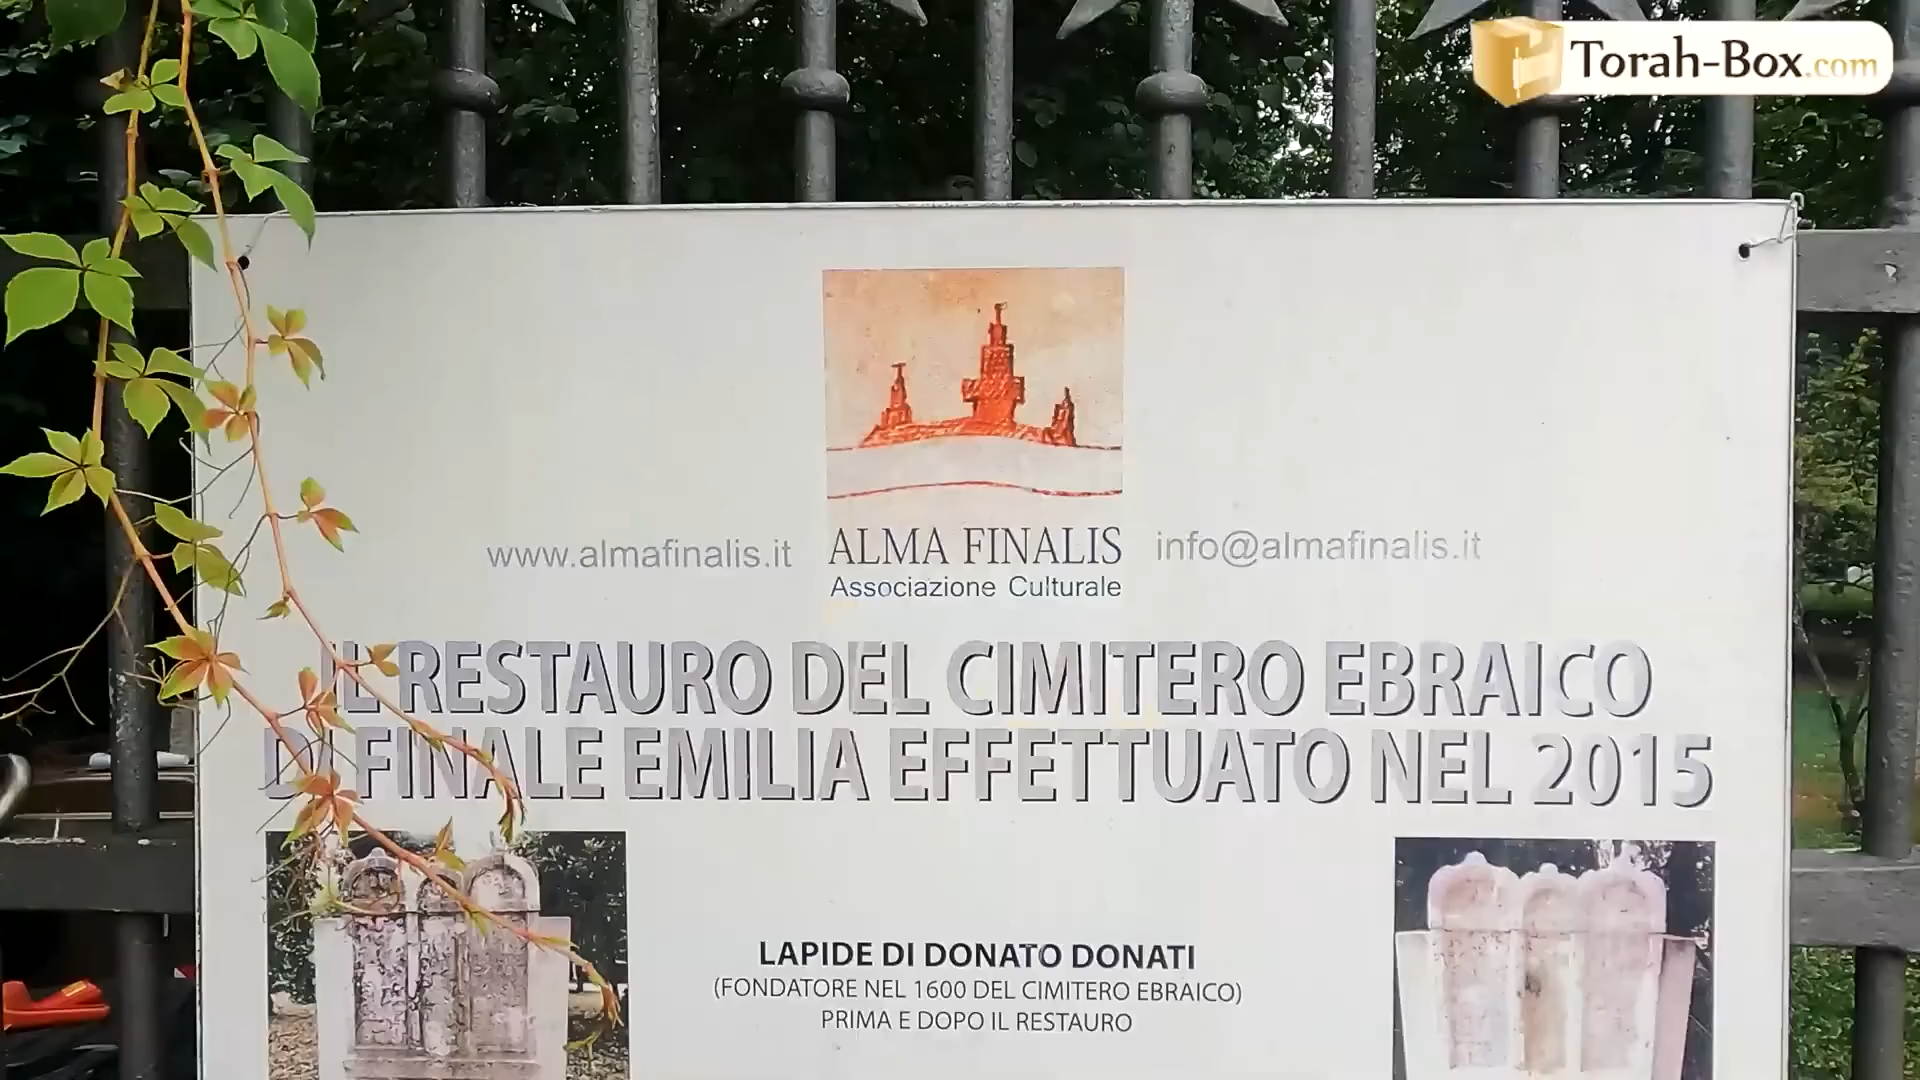 Torah-Box.com
www.almafinalis.it
ALMA FINALIS
info@almafinalis.it
Associazione Culturale
IL RESTAURO DEL CIMITERO EBRAICO
DI FINALE EMILIA EFFETTUATO NEL 2015
LAPIDE DI DONATO DONATI
(FONDATORE NEL 1600 DEL CIMITERO EBRAICO)
PRIMA E DOPO IL RESTAURO